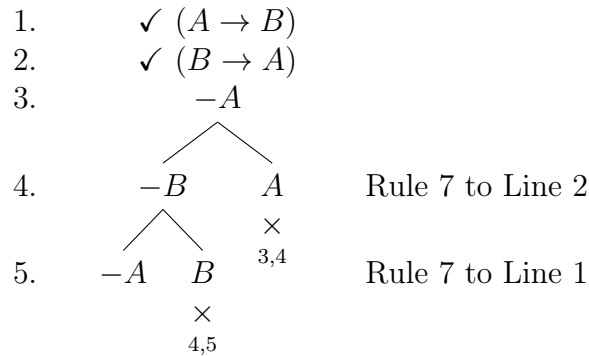 1. ✓ (A → B)
2. ✓ (B → A)
3. −A
4. −B A Rule 7 to Line 2
×
3,4
5. −A B Rule 7 to Line 1
×
4,5